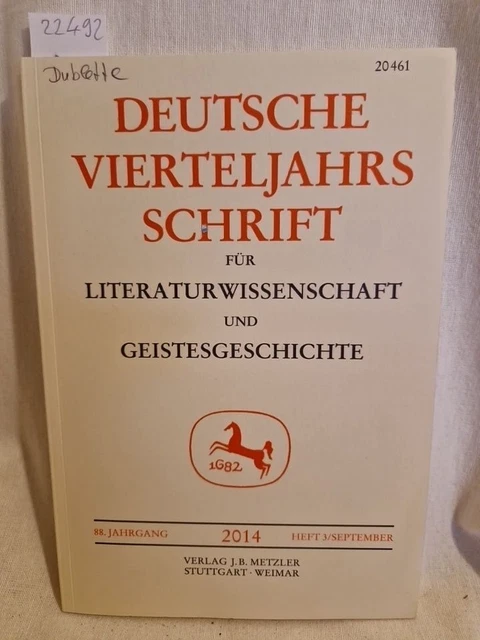 22492
Dublette
20461
DEUTSCHE
VIERTELJAHRS
SCHRIFT
FÜR
LITERATURWISSENSCHAFT
UND
GEISTESGESCHICHTE
1682
88. JAHRGANG 2014 HEFT 3/SEPTEMBER
VERLAG J.B. METZLER
STUTTGART · WEIMAR